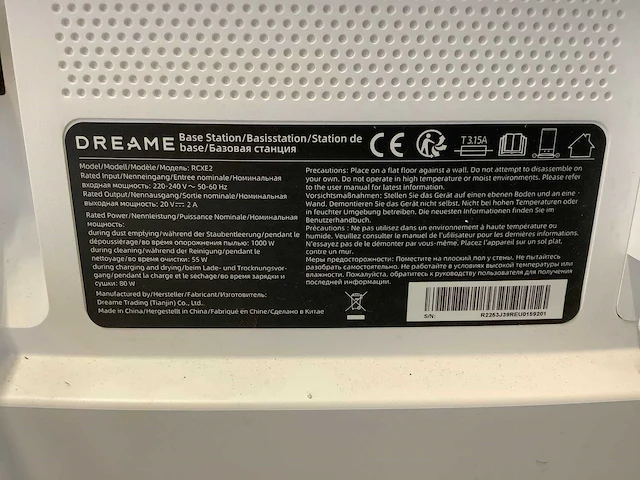 DREAME Base Station/Basisstation/Station de
base/Базовая станция
T 3.15A
Model/Modell/Modèle/Модель: RCXE2
Rated Input/Nenneingang/Entrée nominale/Номинальная
входная мощность: 220-240 V ~ 50-60 Hz
Rated Output/Nennausgang/Sortie nominale/Номинальная
выходная мощность: 20 V ⎓ 2 A
Rated Power/Nennleistung/Puissance Nominale/Номинальная
мощность:
during dust emptying/während der Staubentleerung/pendant le
dépoussiérage/во время опорожнения пылью: 1000 W
during cleaning/während der Reinigung/pendant le
nettoyage/во время очистки: 55 W
during charging and drying/beim Lade- und Trocknungsvor-
gang/pendant la charge et le séchage/во время зарядки и
сушки: 80 W
Manufactured by/Hersteller/Fabricant/Изготовитель:
Dreame Trading (Tianjin) Co., Ltd.
Made in China/Hergestellt in China/Fabriqué en Chine/Сделано в Китае
Precautions: Place on a flat floor against a wall. Do not attempt to disassemble on
your own. Do not operate in high temperature or moist environments. Please refer
to the user manual for latest information.
Vorsichtsmaßnahmen: Stellen Sie das Gerät auf einen ebenen Boden und an eine
Wand. Demontieren Sie das Gerät nicht selbst. Nicht bei hohen Temperaturen oder
in feuchter Umgebung betreiben. Die neuesten Informationen finden Sie im
Benutzerhandbuch.
Précautions : Ne pas utilisez dans un environnement à haute température ou
humide. Veuillez consulter le manuel d'utilisateur pour les dernières informations.
N'essayez pas de le démonter par vous-même. Placez l'appareil sur un sol plat,
contre un mur.
Меры предосторожности: Поместите на плоский пол у стены. Не пытайтесь
разобрать самостоятельно. Не работайте в условиях высокой температуры и
влажности. Пожалуйста, обратитесь к руководству пользователя для получения
последней информации.
S/N:
R2253J39REU0159201